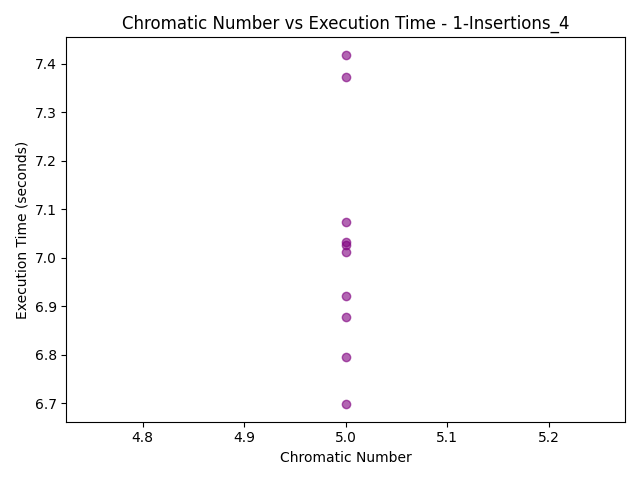 Chromatic Number vs Execution Time - 1-Insertions_4
Execution Time (seconds)
7.4
7.3
7.2
7.1
7.0
6.9
6.8
6.7
4.8 4.9 5.0 5.1 5.2
Chromatic Number